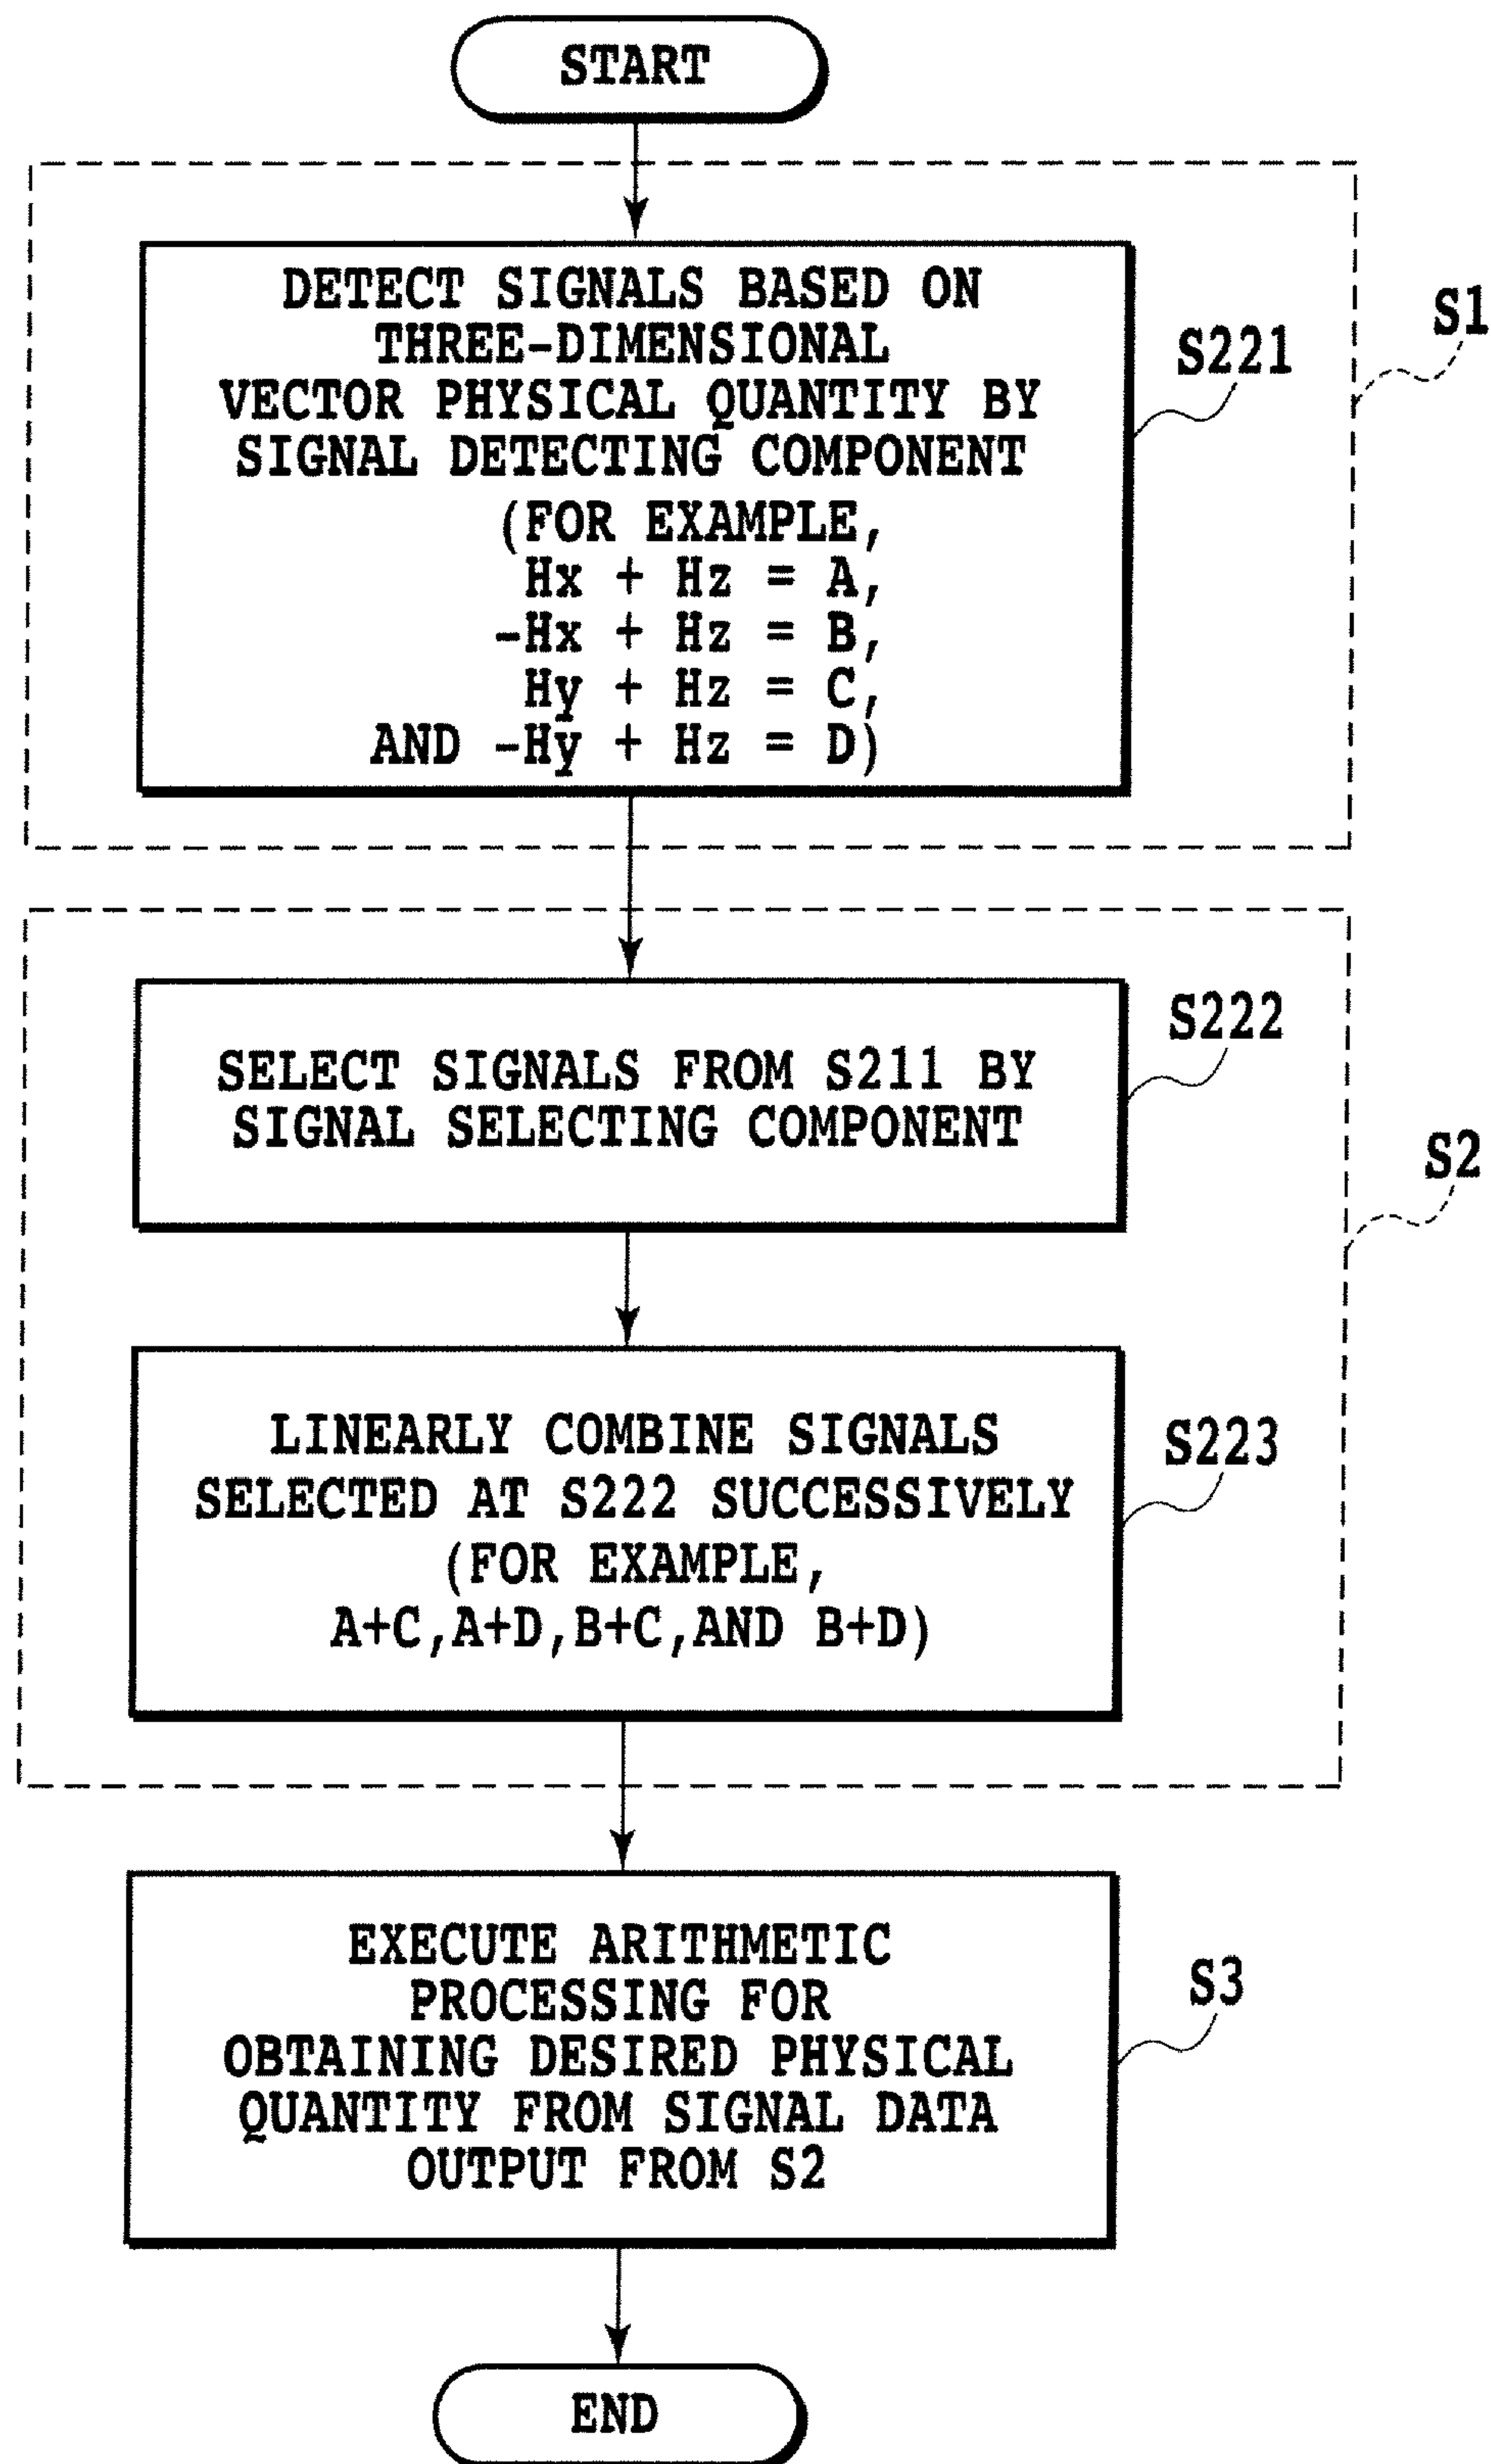 START
DETECT SIGNALS BASED ON
THREE-DIMENSIONAL
VECTOR PHYSICAL QUANTITY BY
SIGNAL DETECTING COMPONENT
(FOR EXAMPLE,
Hx + Hz = A,
-Hx + Hz = B,
Hy + Hz = C,
AND -Hy + Hz = D)
S221
S1
SELECT SIGNALS FROM S211 BY
SIGNAL SELECTING COMPONENT
S222
S2
LINEARLY COMBINE SIGNALS
SELECTED AT S222 SUCCESSIVELY
(FOR EXAMPLE,
A+C,A+D,B+C,AND B+D)
S223
EXECUTE ARITHMETIC
PROCESSING FOR
OBTAINING DESIRED PHYSICAL
QUANTITY FROM SIGNAL DATA
OUTPUT FROM S2
S3
END